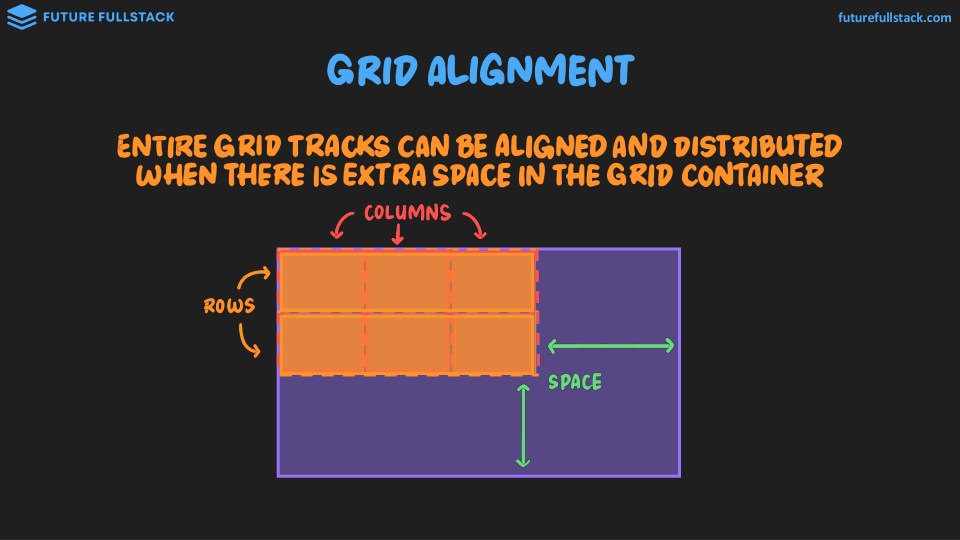 FUTURE FULLSTACK
futurefullstack.com
GRID ALIGNMENT
ENTIRE GRID TRACKS CAN BE ALIGNED AND DISTRIBUTED
WHEN THERE IS EXTRA SPACE IN THE GRID CONTAINER
COLUMNS
ROWS
SPACE